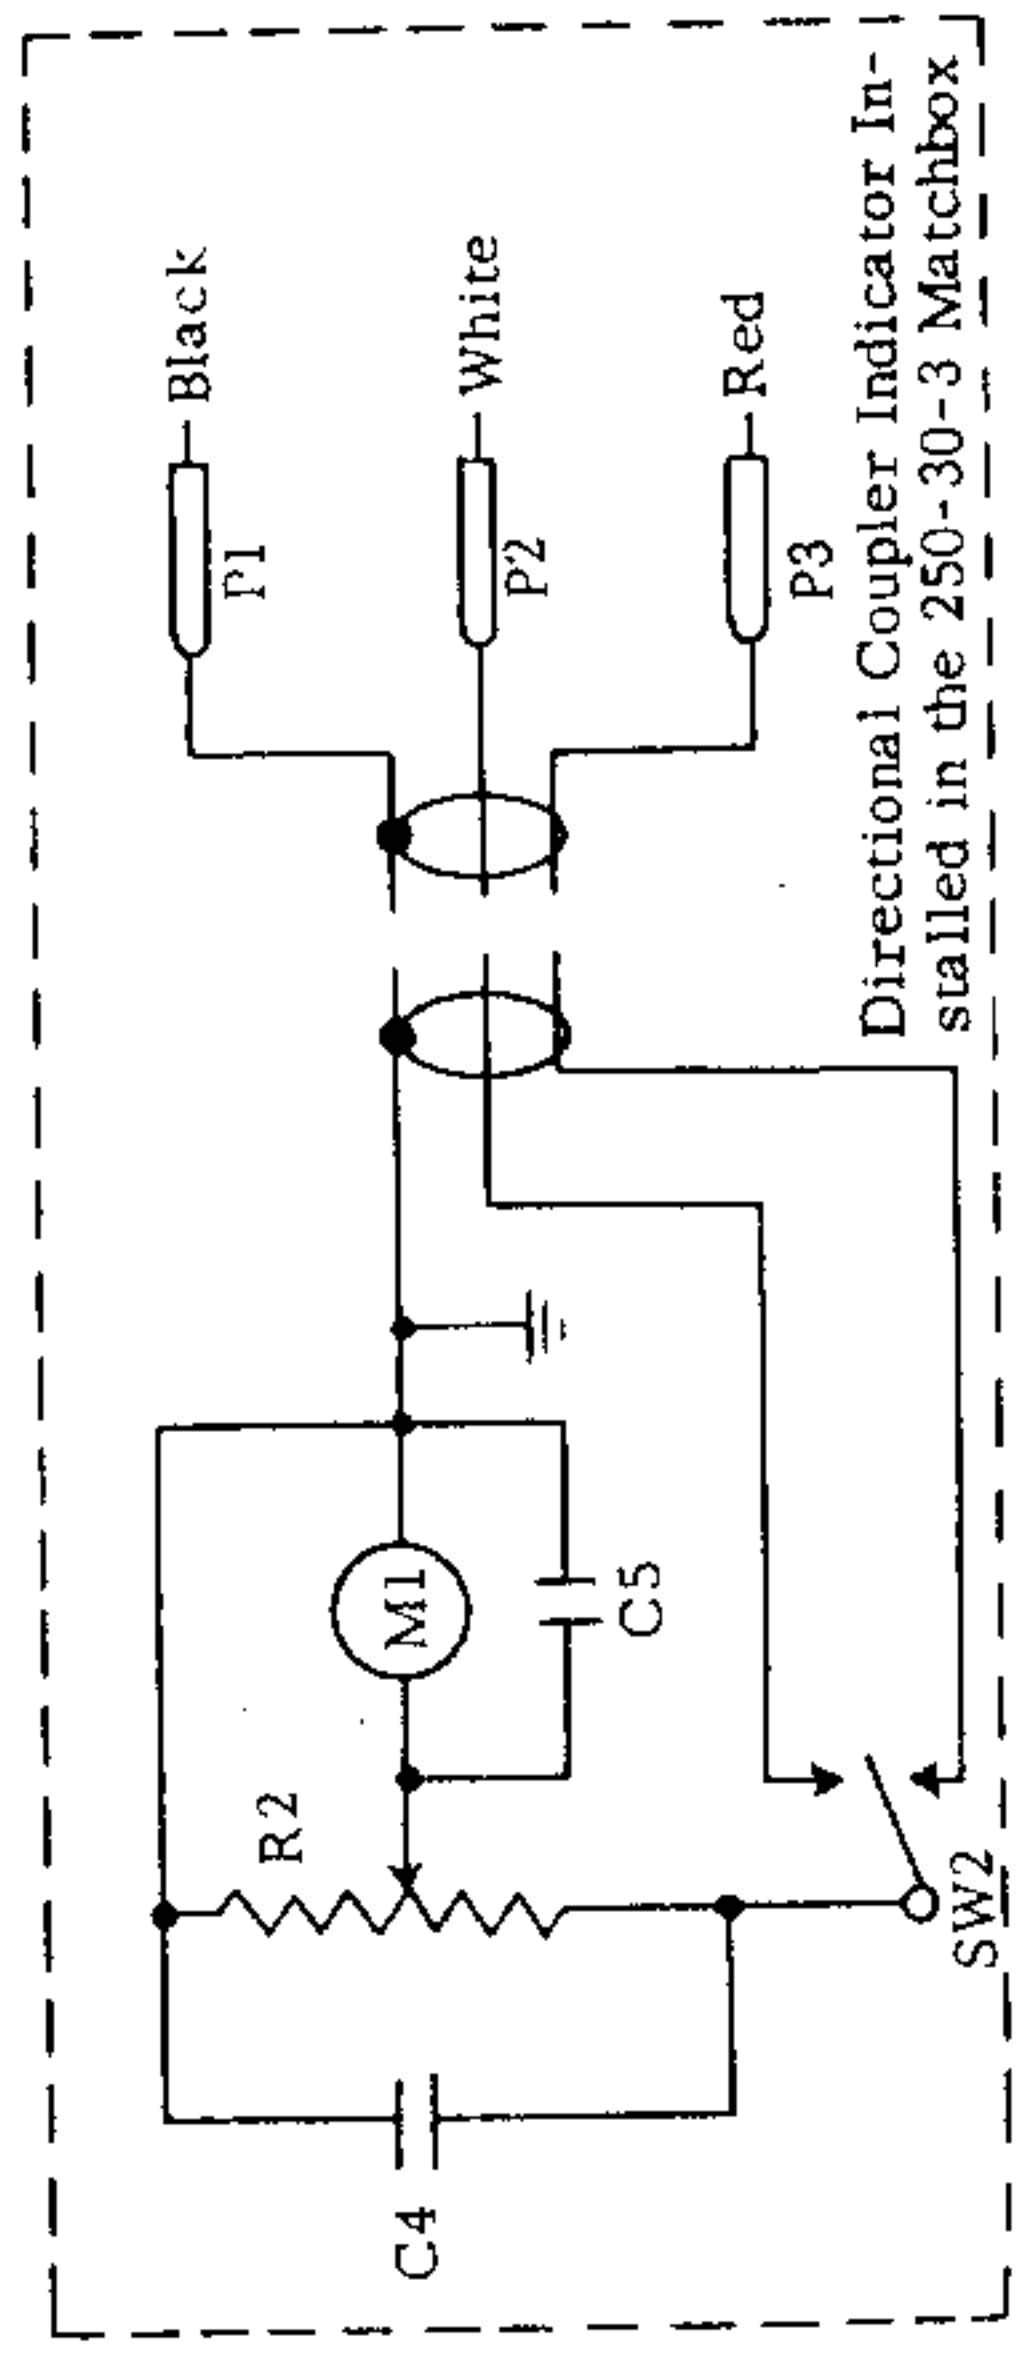 C4
R2
M1
C5
SW2
P1
Black
P2
White
P3
Red
Directional Coupler Indicator In-
stalled in the 250-30-3 Matchbox